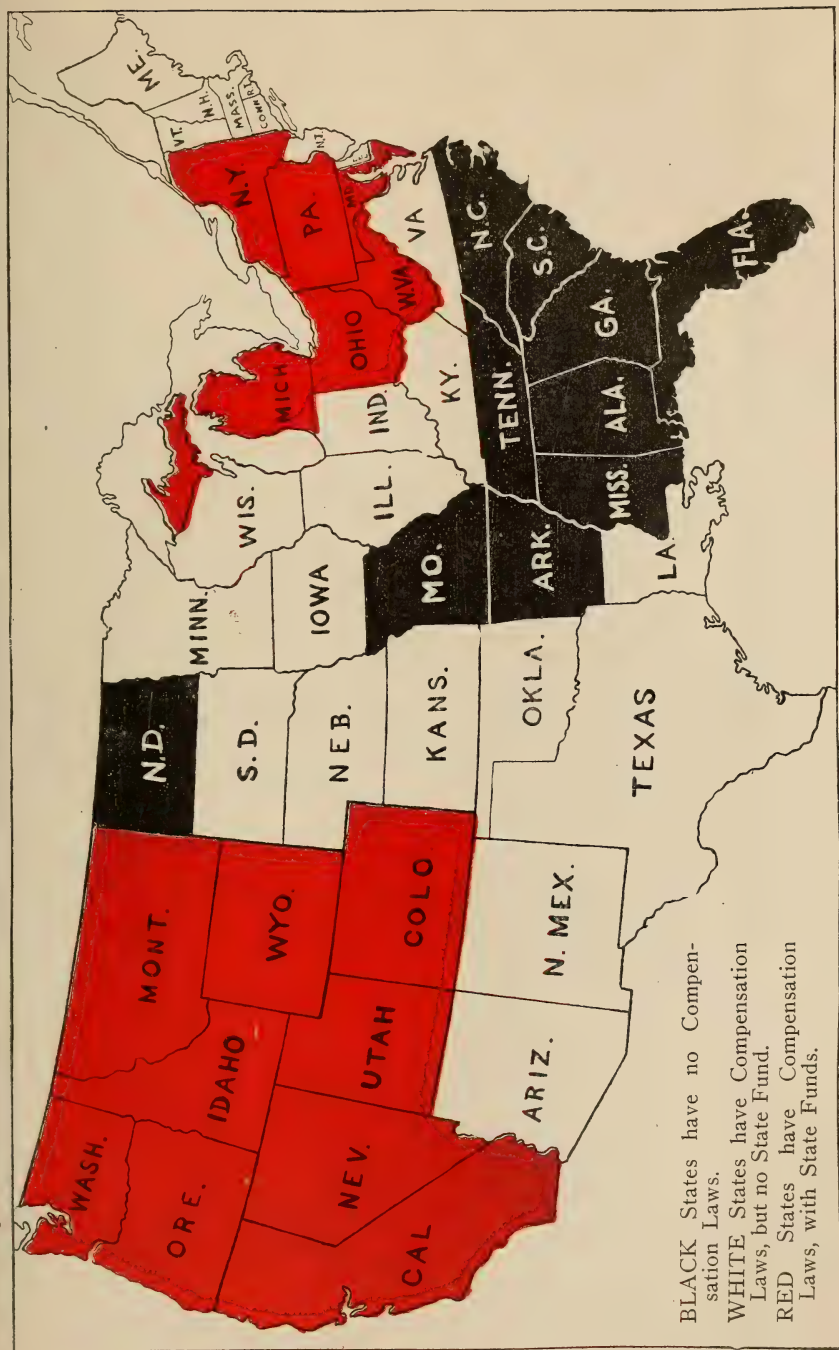 WASH.
MONT.
N.D.
MINN.
ORE.
IDAHO
WYO.
S.D.
WIS.
MICH
NEV.
UTAH
COLO
NEB.
IOWA
ILL.
IND.
OHIO
PA.
N.Y.
VT.
N.H.
ME.
MASS.
CONN
R.I.
N.J.
MD.
W.VA
VA
KY.
CAL
ARIZ.
N. MEX.
KANS.
OKLA.
TEXAS
MO.
ARK.
LA.
TENN.
MISS.
ALA.
GA.
N.C.
S.C.
FLA.
BLACK States have no Compen-
sation Laws.
WHITE States have Compensation
Laws, but no State Fund.
RED States have Compensation
Laws, with State Funds.